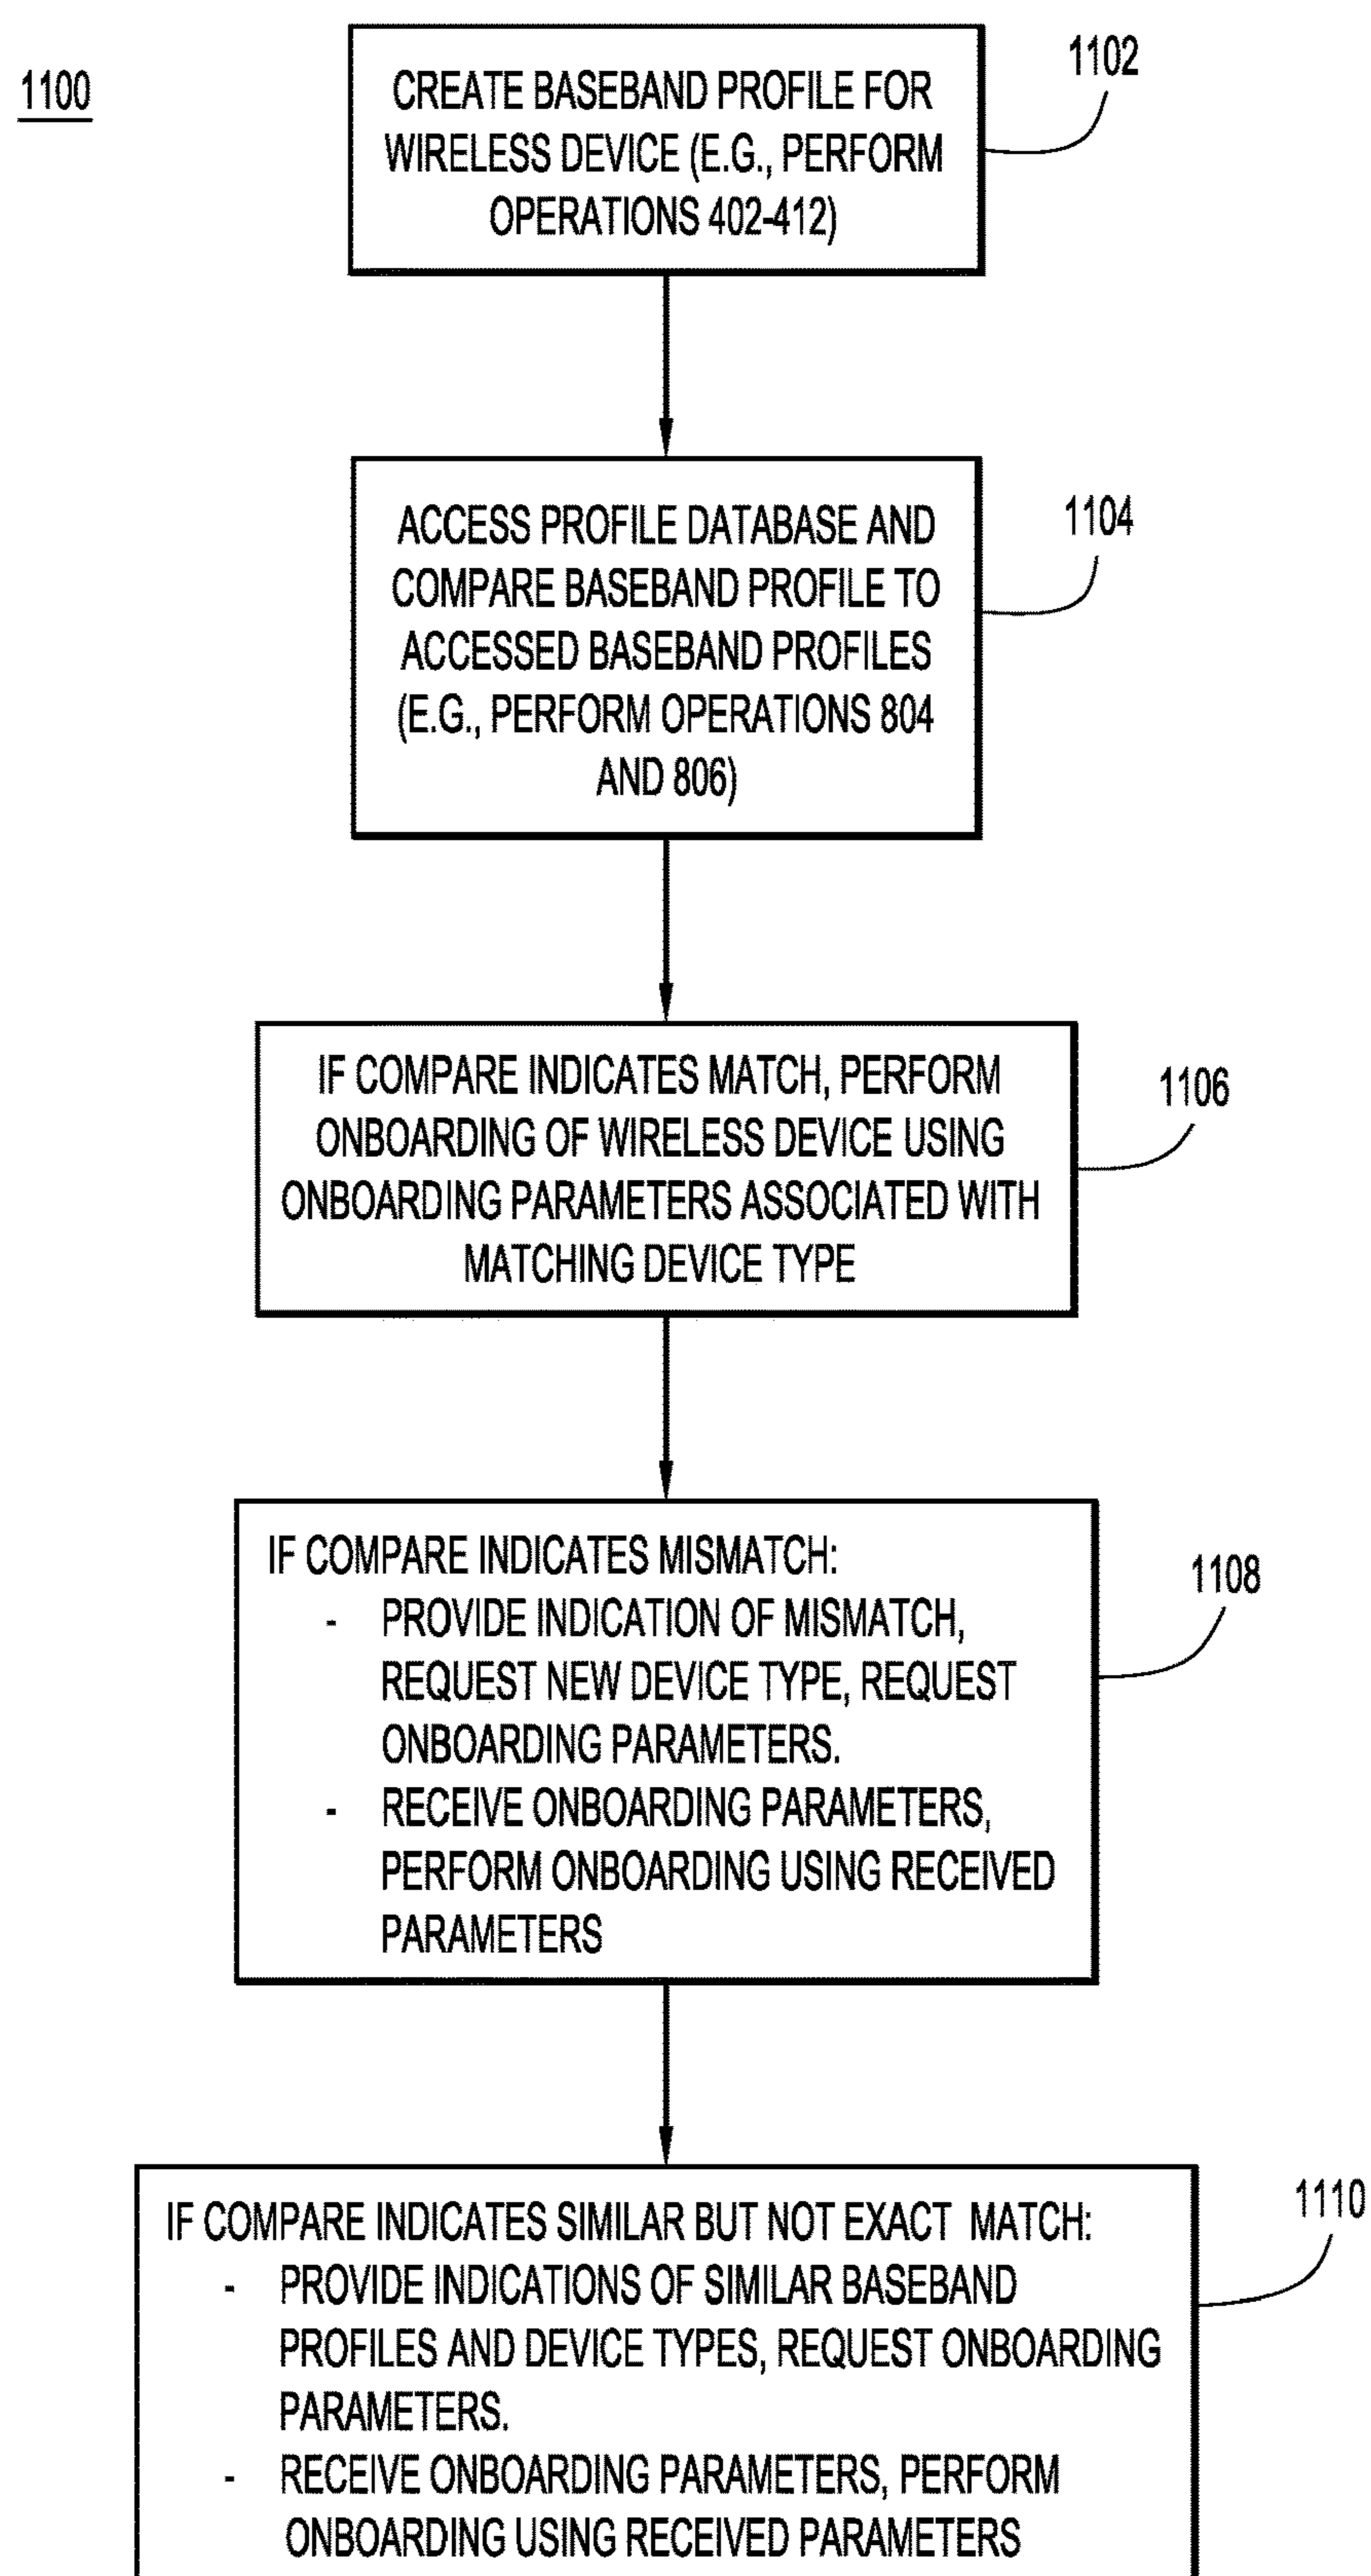 1100
1102
CREATE BASEBAND PROFILE FOR
WIRELESS DEVICE (E.G., PERFORM
OPERATIONS 402-412)
1104
ACCESS PROFILE DATABASE AND
COMPARE BASEBAND PROFILE TO
ACCESSED BASEBAND PROFILES
(E.G., PERFORM OPERATIONS 804
AND 806)
1106
IF COMPARE INDICATES MATCH, PERFORM
ONBOARDING OF WIRELESS DEVICE USING
ONBOARDING PARAMETERS ASSOCIATED WITH
MATCHING DEVICE TYPE
1108
IF COMPARE INDICATES MISMATCH:
- PROVIDE INDICATION OF MISMATCH,
REQUEST NEW DEVICE TYPE, REQUEST
ONBOARDING PARAMETERS.
- RECEIVE ONBOARDING PARAMETERS,
PERFORM ONBOARDING USING RECEIVED
PARAMETERS
1110
IF COMPARE INDICATES SIMILAR BUT NOT EXACT MATCH:
- PROVIDE INDICATIONS OF SIMILAR BASEBAND
PROFILES AND DEVICE TYPES, REQUEST ONBOARDING
PARAMETERS.
- RECEIVE ONBOARDING PARAMETERS, PERFORM
ONBOARDING USING RECEIVED PARAMETERS